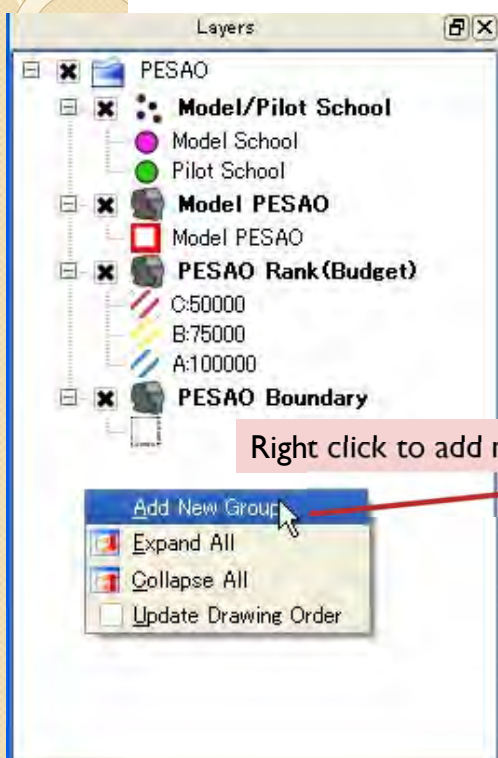 Layers
PESAO
Model/Pilot School
Model School
Pilot School
Model PESAO
Model PESAO
PESAO Rank(Budget)
C:50000
B:75000
A:100000
PESAO Boundary
Right click to add
Add New Group
Expand All
Collapse All
Update Drawing Order